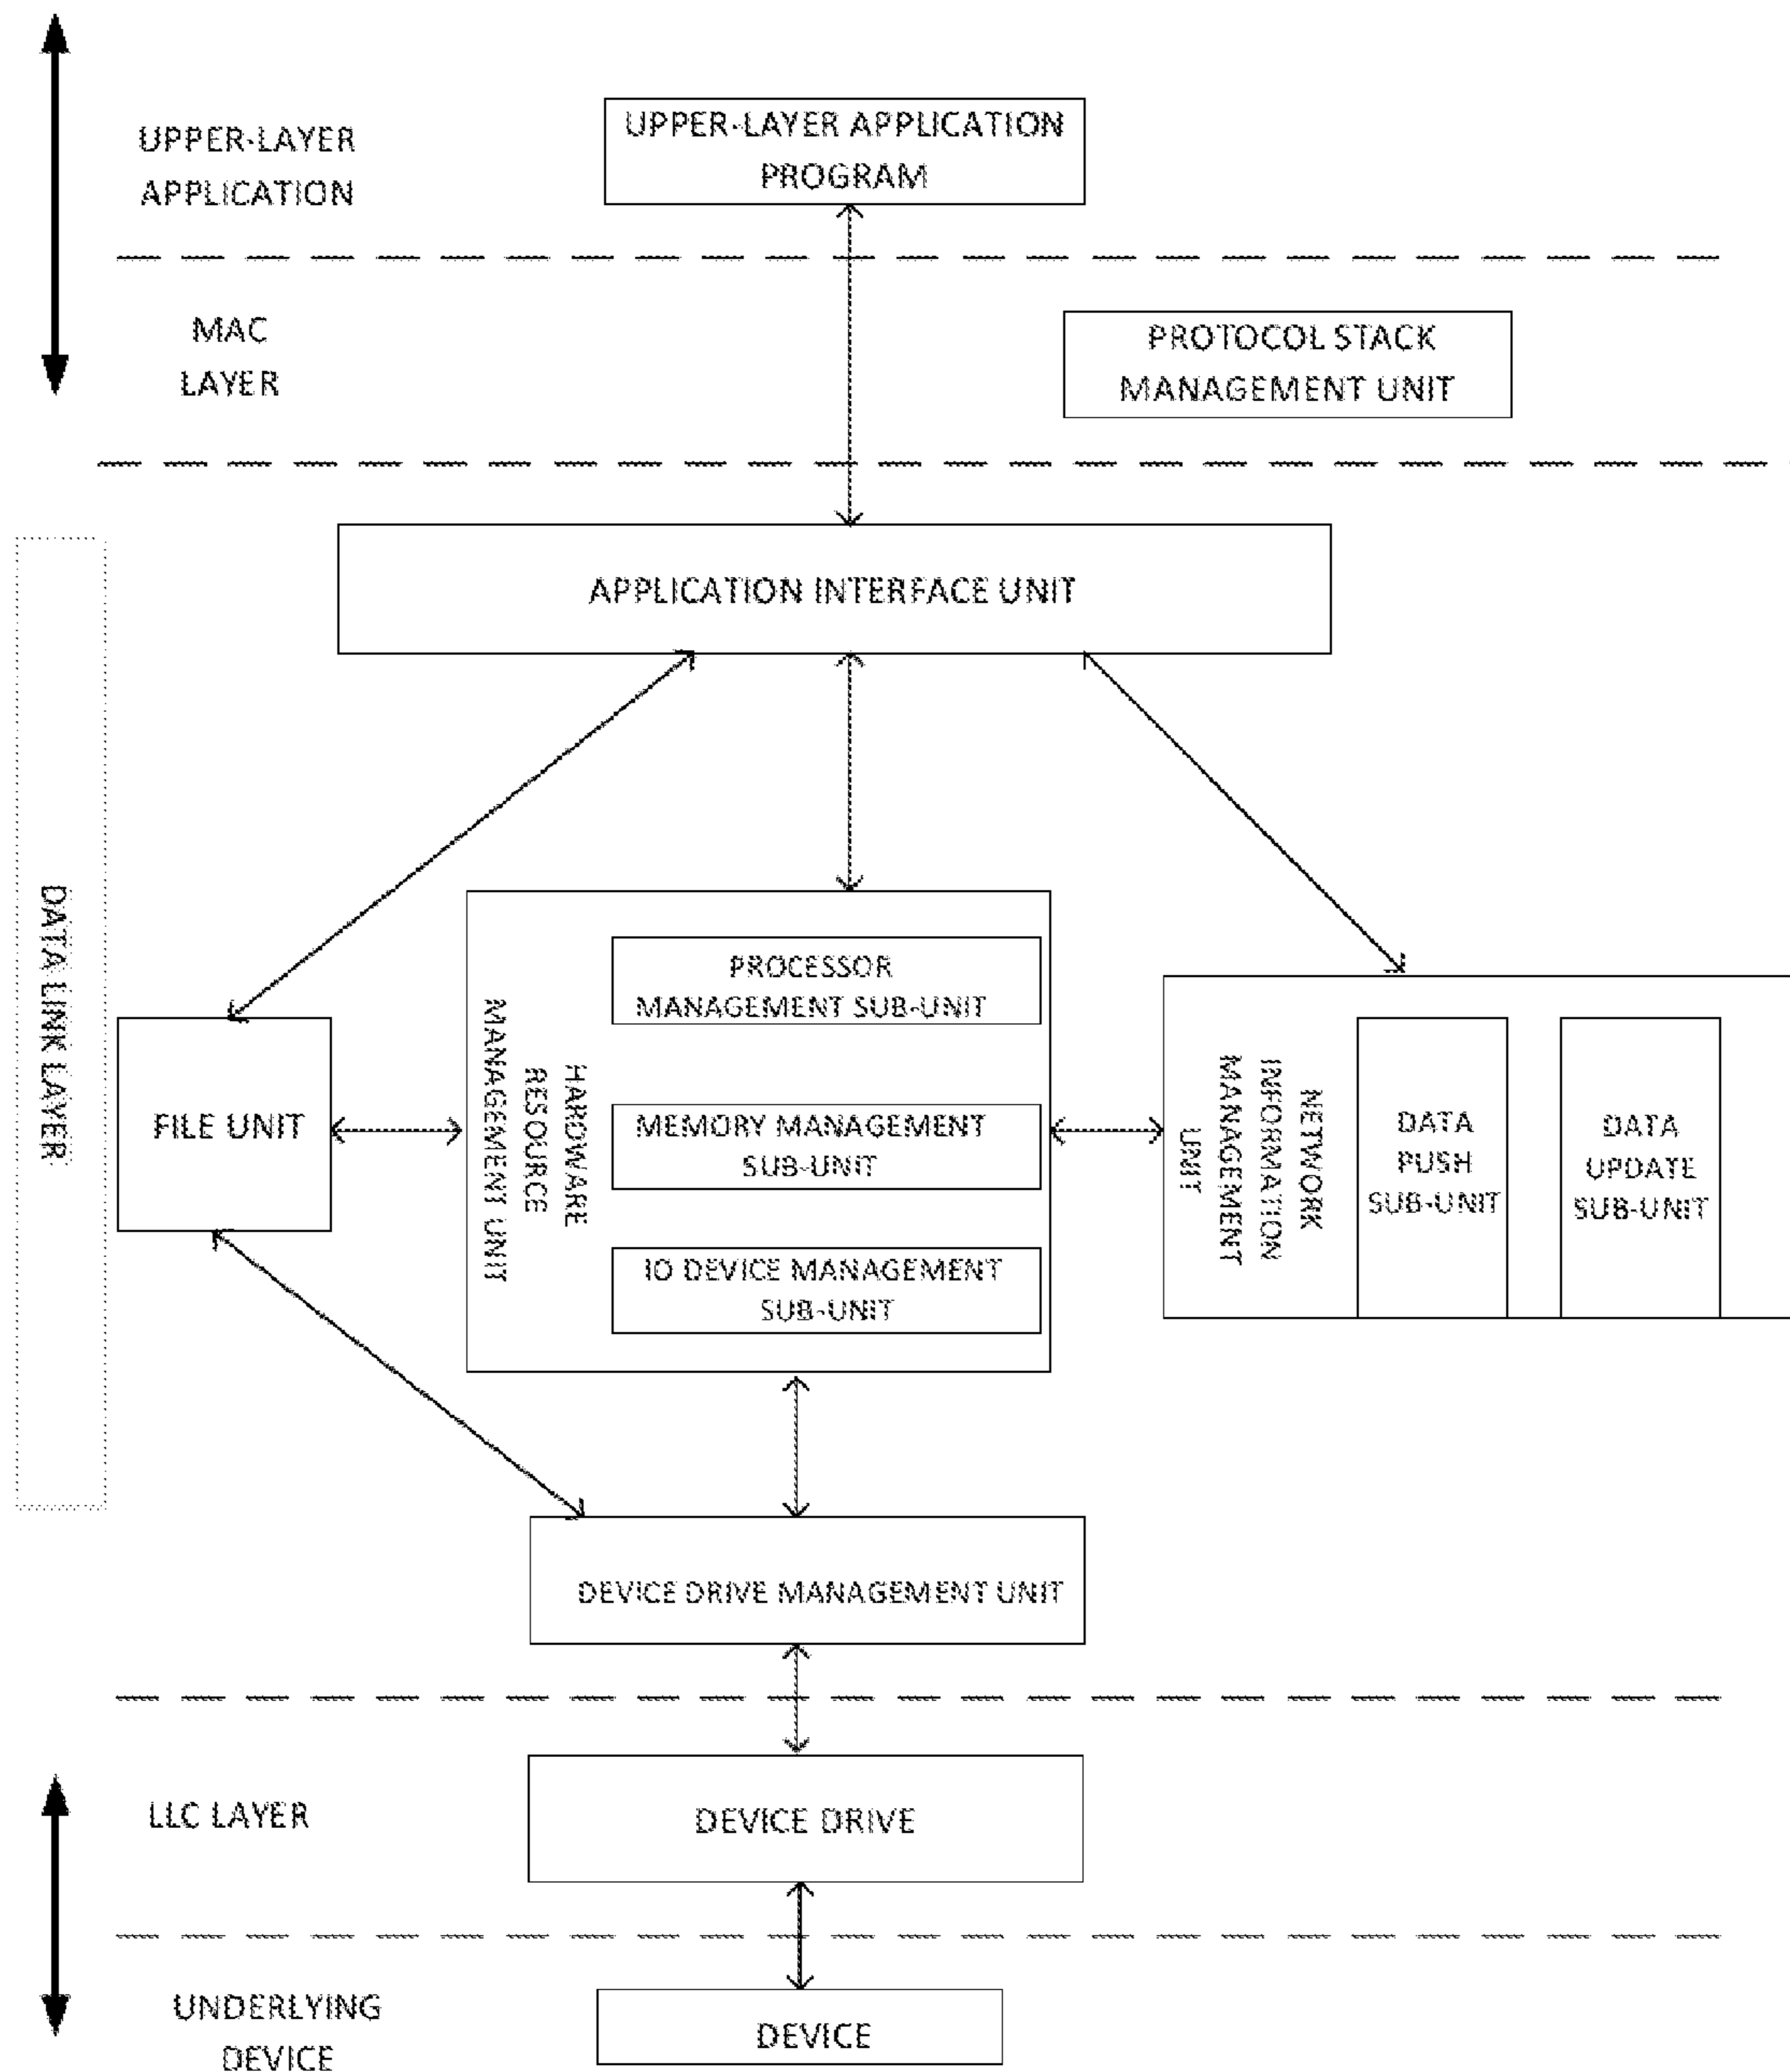 UPPER-LAYER
APPLICATION
UPPER-LAYER APPLICATION
PROGRAM
MAC
LAYER
PROTOCOL STACK
MANAGEMENT UNIT
APPLICATION INTERFACE UNIT
DATA LINK LAYER
FILE UNIT
HARDWARE
RESOURCE
MANAGEMENT UNIT
PROCESSOR
MANAGEMENT SUB-UNIT
MEMORY MANAGEMENT
SUB-UNIT
IO DEVICE MANAGEMENT
SUB-UNIT
NETWORK
INFORMATION
MANAGEMENT
UNIT
DATA
PUSH
SUB-UNIT
DATA
UPDATE
SUB-UNIT
DEVICE DRIVE MANAGEMENT UNIT
LLC LAYER
DEVICE DRIVE
UNDERLYING
DEVICE
DEVICE